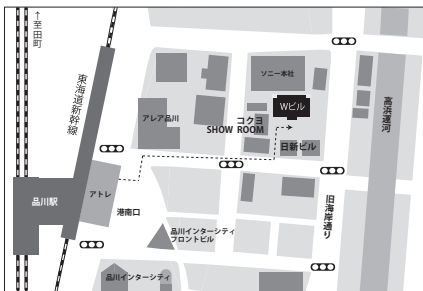 ↑至田町
東海道新幹線
ソニー本社
Wビル
アレア品川
コクヨ
SHOW ROOM
日新ビル
高浜運河
品川駅
アトレ
港南口
旧海岸通り
品川インターシティ
フロントビル
品川インターシティ